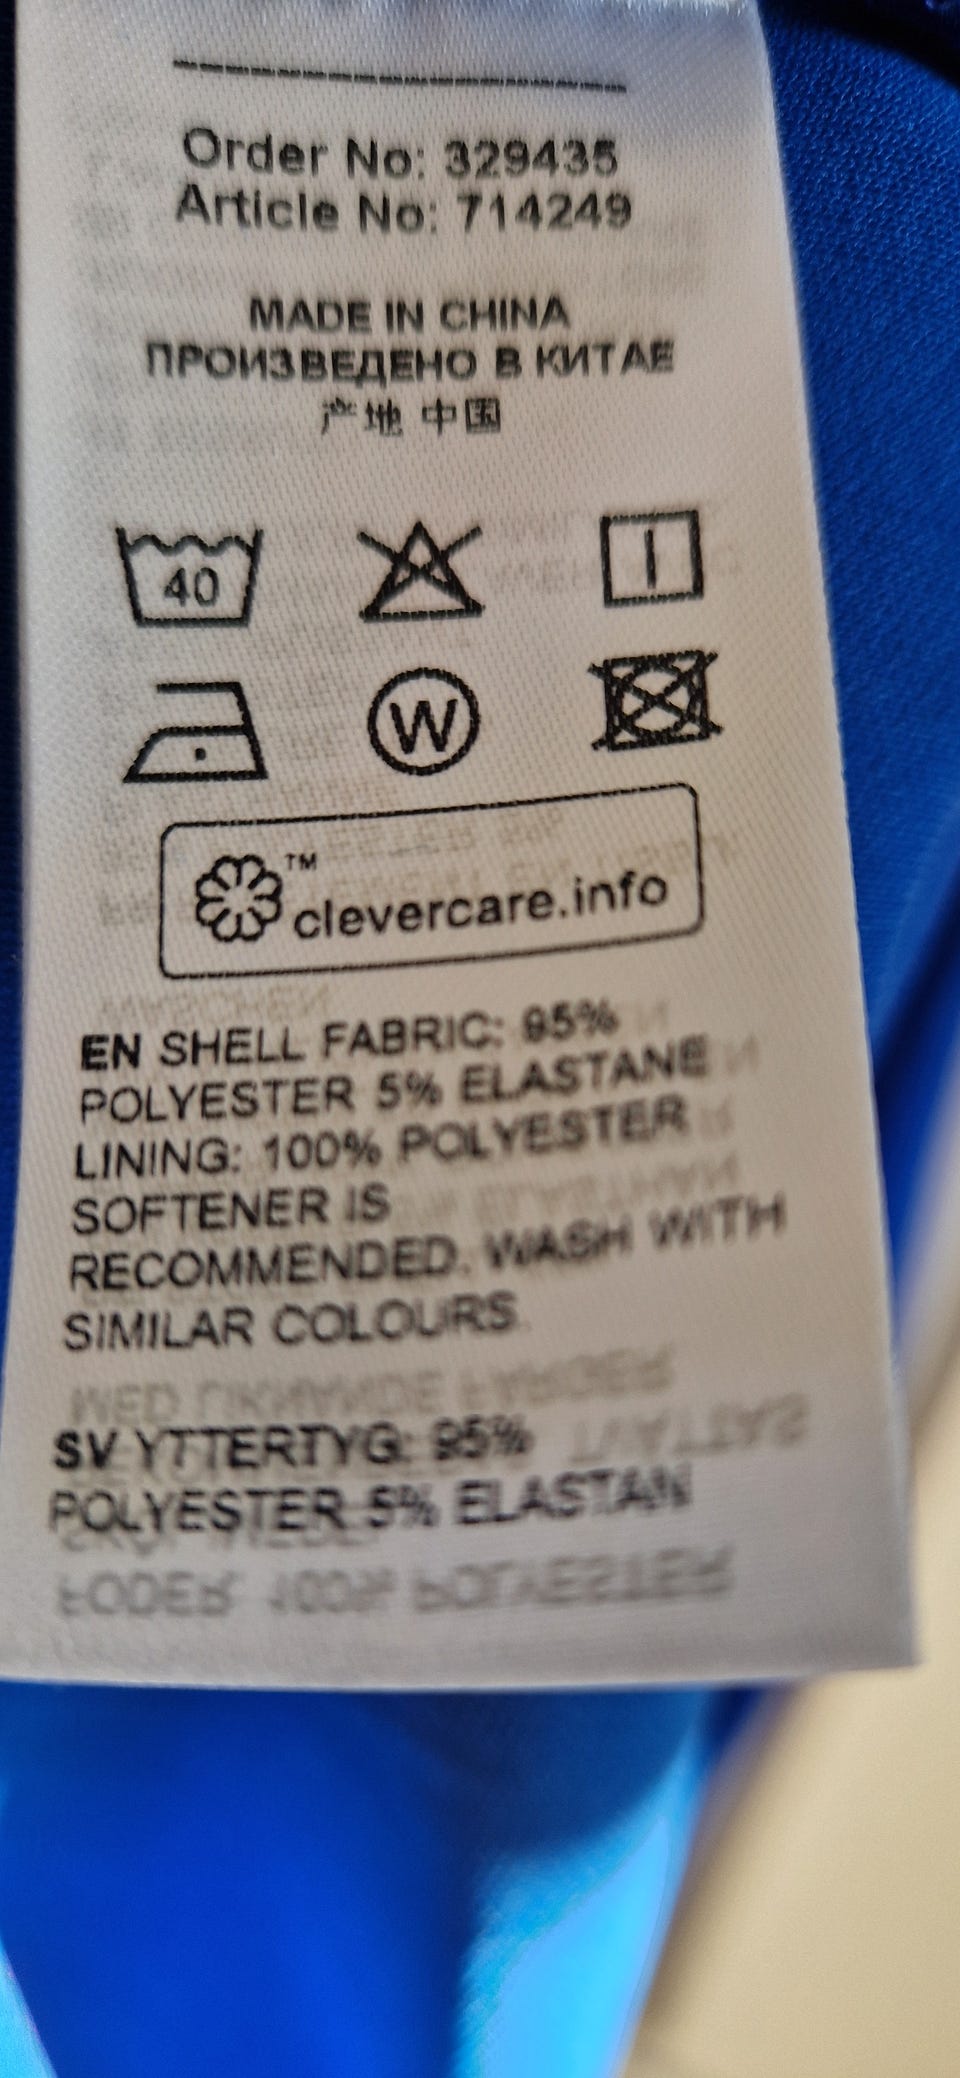 Order No: 329435
Article No: 714249
MADE IN CHINA
ПРОИЗВЕДЕНО В КИТАЕ
产地 中国
40
W
™
clevercare.info
EN SHELL FABRIC: 95%
POLYESTER 5% ELASTANE
LINING: 100% POLYESTER
SOFTENER IS
RECOMMENDED. WASH WITH
SIMILAR COLOURS.
SV YTTERTYG: 95%
POLYESTER 5% ELASTAN